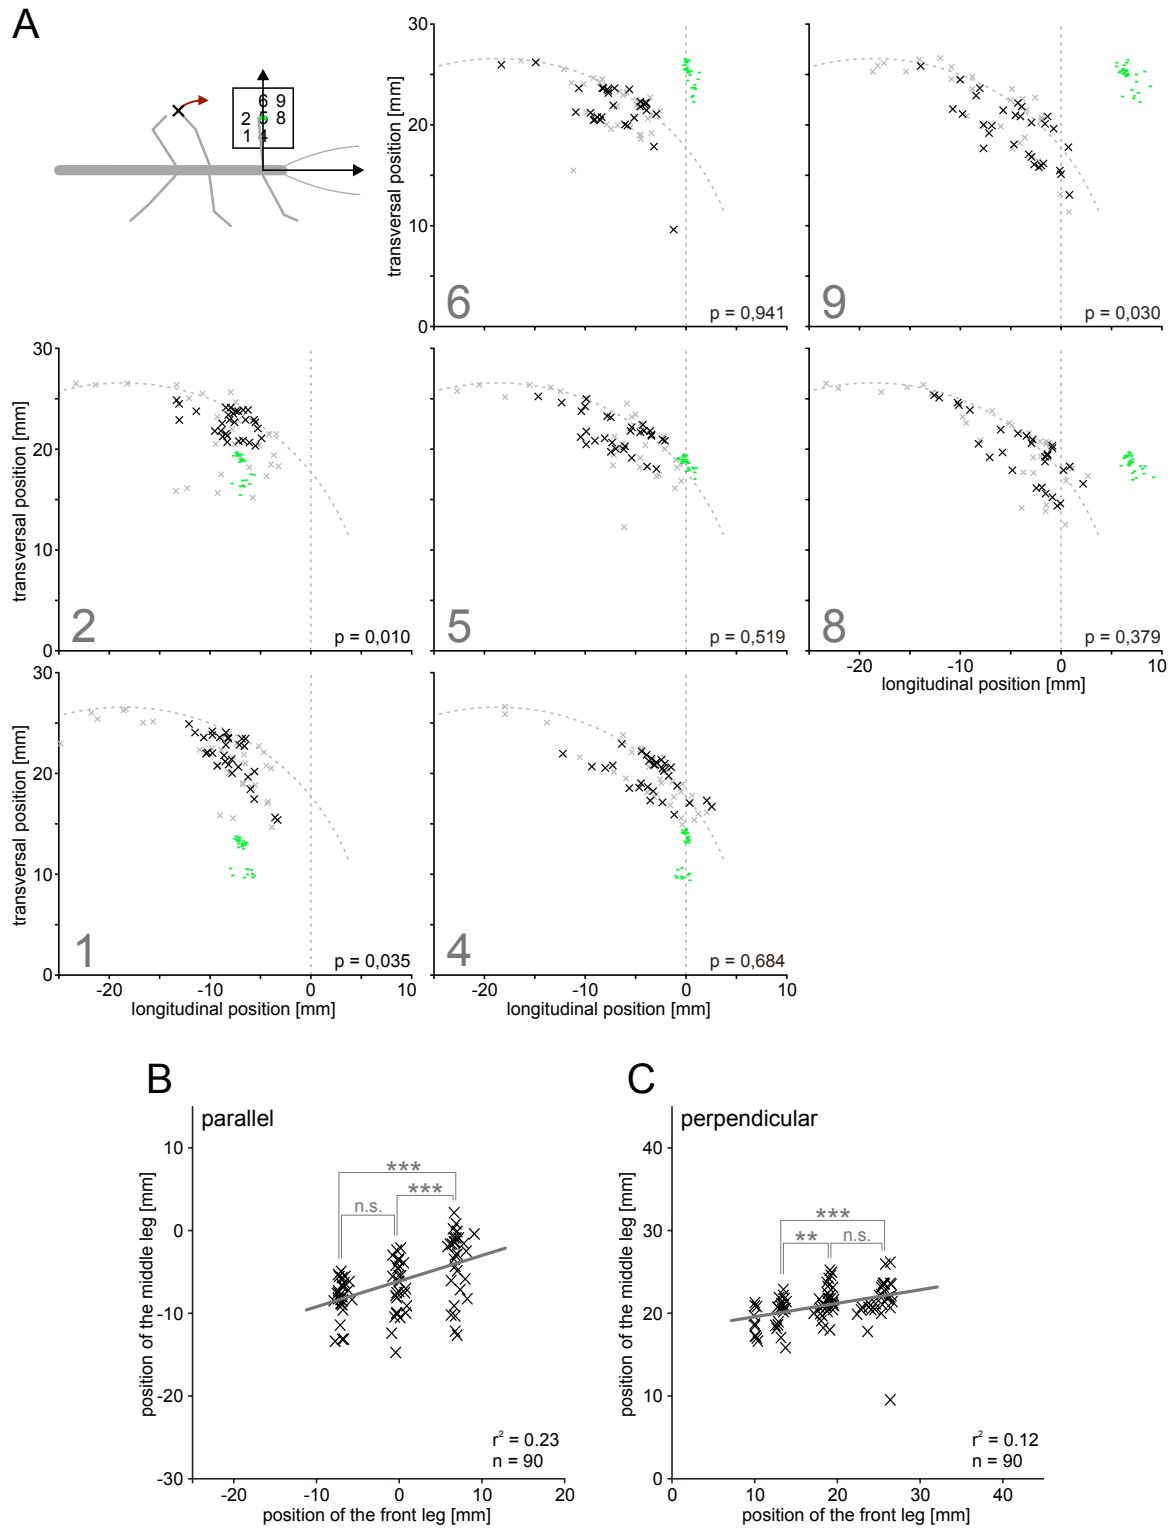 A
6 9
2 5 8
1 4
30
20
10
0
transversal position [mm]
6
p = 0,941
9
p = 0,030
30
20
10
0
transversal position [mm]
2
p = 0,010
5
p = 0,519
8
p = 0,379
-20 -10 0 10
longitudinal position [mm]
30
20
10
0
transversal position [mm]
1
p = 0,035
4
p = 0,684
-20 -10 0 10
longitudinal position [mm]
-20 -10 0 10
longitudinal position [mm]
B
parallel
10
0
-10
-20
-30
position of the middle leg [mm]
***
***
n.s.
r² = 0.23
n = 90
-20 -10 0 10 20
position of the front leg [mm]
C
perpendicular
40
30
20
10
0
position of the middle leg [mm]
***
**
n.s.
r² = 0.12
n = 90
0 10 20 30 40
position of the front leg [mm]